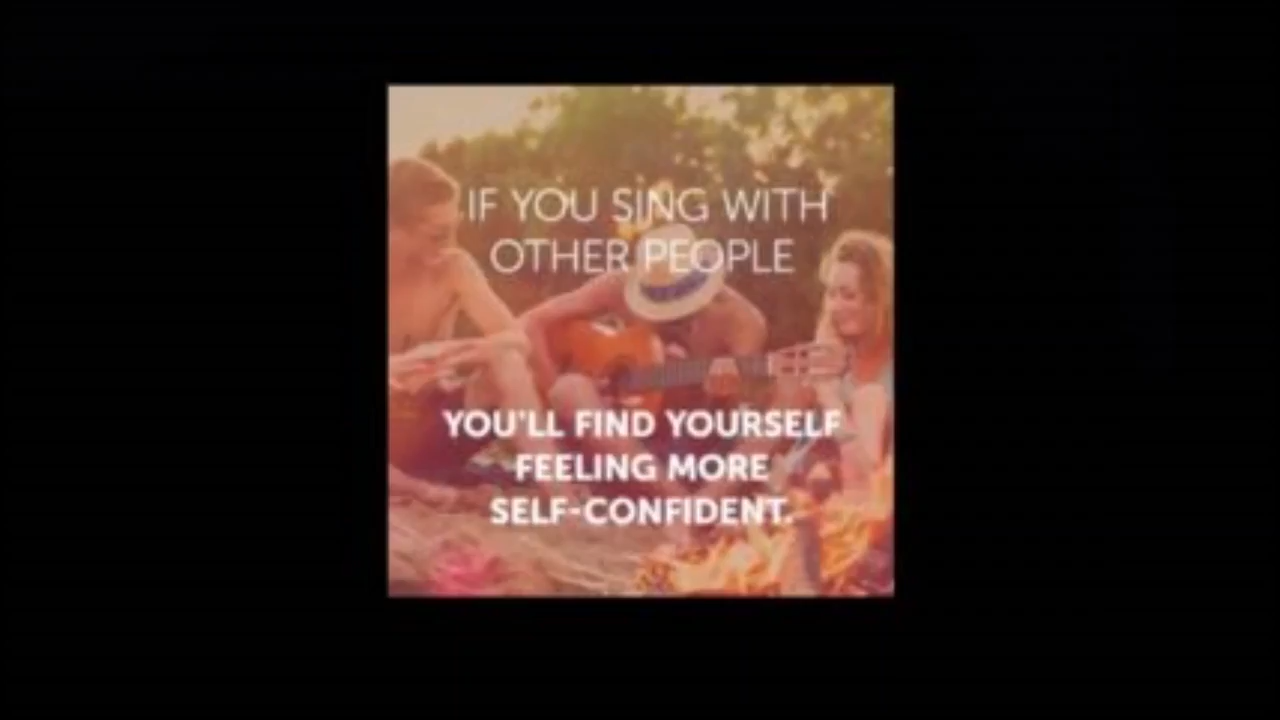 IF YOU SING WITH
OTHER PEOPLE
YOU'LL FIND YOURSELF
FEELING MORE
SELF-CONFIDENT.